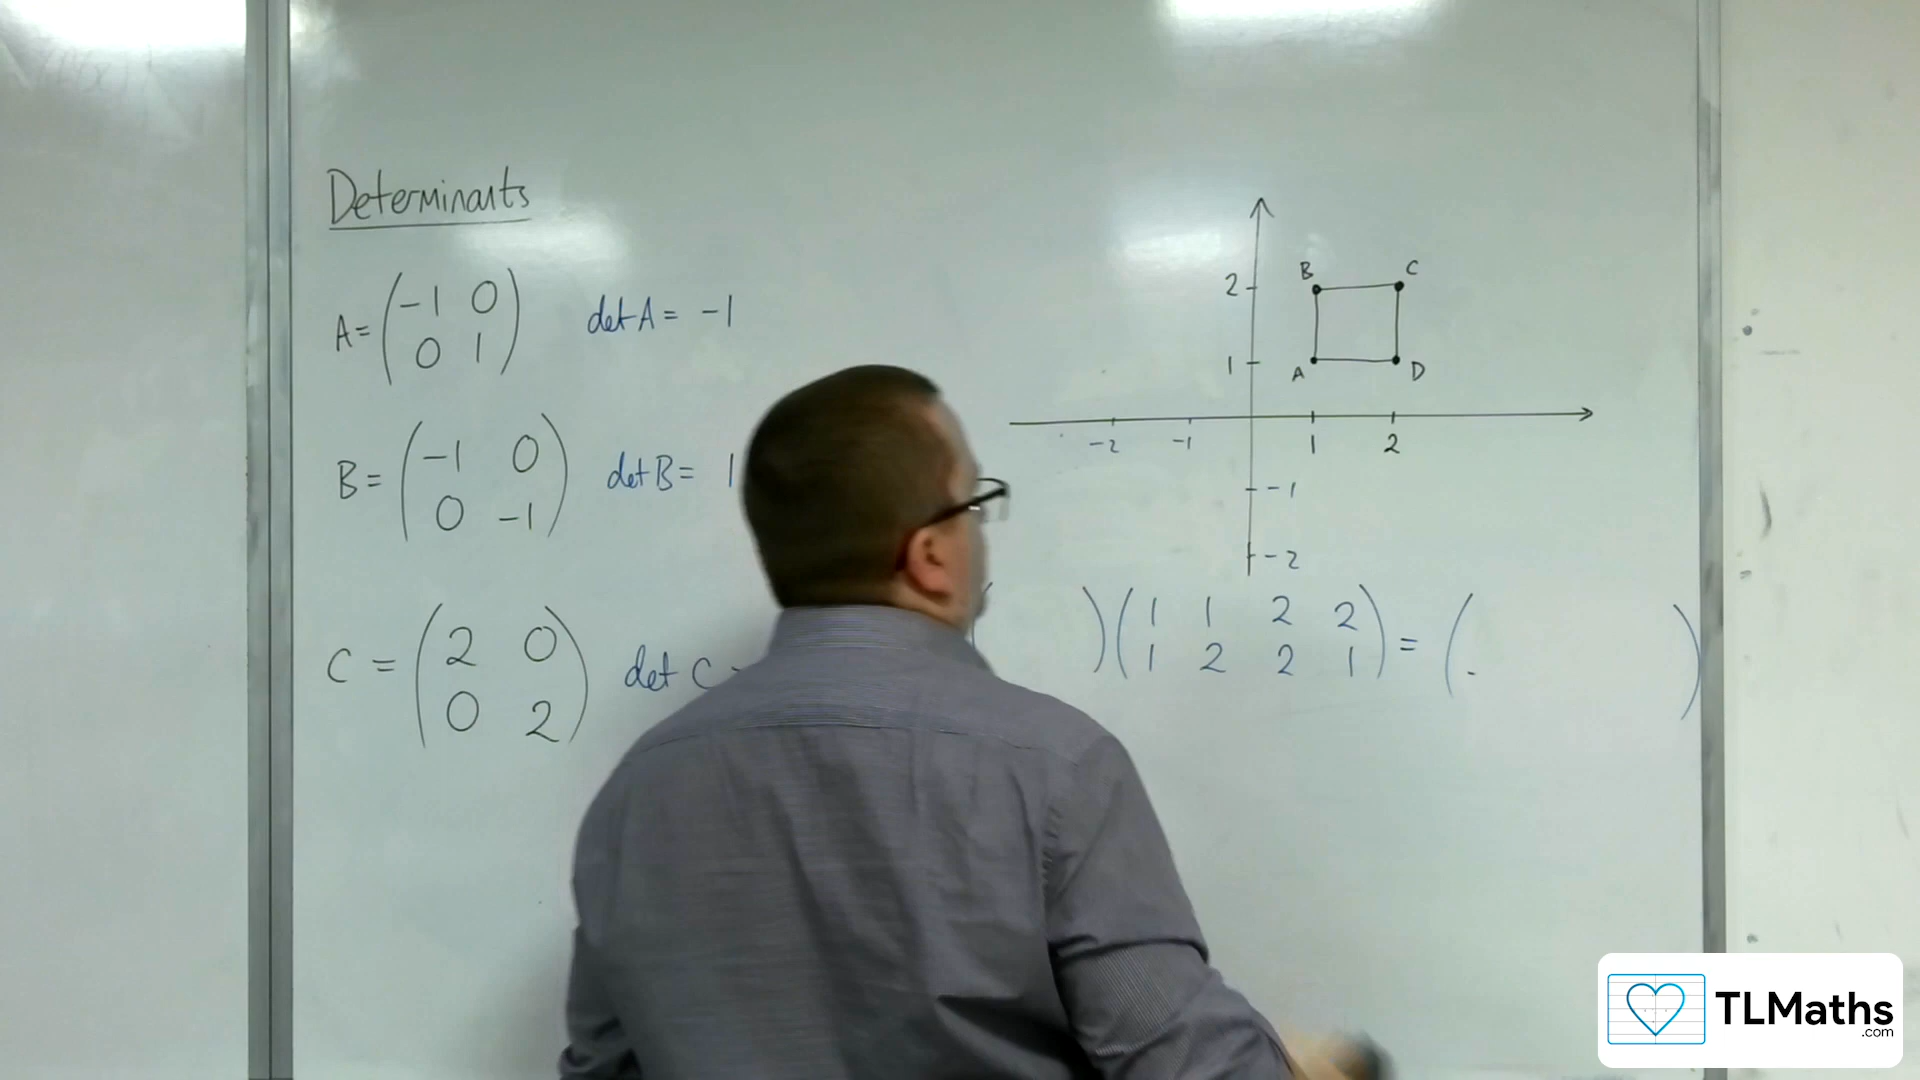 Determinants
A = ( -1 0
0 1 ) det A = -1
B = ( -1 0
0 -1 ) det B = 1
C = ( 2 0
0 2 ) det C =
B C
2
1 A D
-2 -1 1 2
-1
-2
( ) ( 1 1 2 2
1 2 2 1 ) = ( )
TLMaths
.com